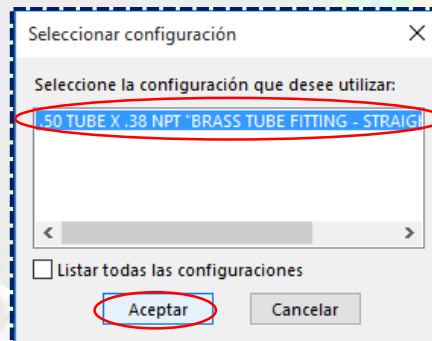 Seleccionar configuración
Seleccione la configuración que desee utilizar:
.50 TUBE X .38 NPT "BRASS TUBE FITTING - STRAIG
Listar todas las configuraciones
Aceptar
Cancelar